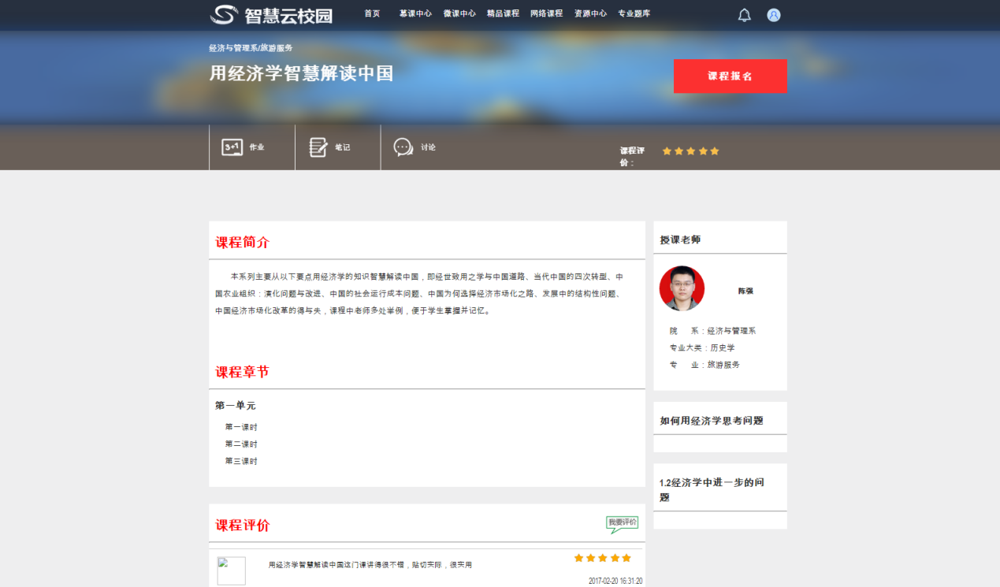 智慧云校园
首页 慕课中心 微课中心 精品课程 网络课程 资源中心 专业题库
经济与管理系/旅游服务
用经济学智慧解读中国
课程报名
3+1 作业 笔记 讨论
课程评
价：
课程简介
本系列主要从以下要点用经济学的知识智慧解读中国，即经世致用之学与中国道路、当代中国的四次转型、中
国农业组织：演化问题与改进、中国的社会运行成本问题、中国为何选择经济市场化之路、发展中的结构性问题、
中国经济市场化改革的得与失，课程中老师多处举例，便于学生掌握并记忆。
课程章节
第一单元
第一课时
第二课时
第三课时
课程评价
我要评价
用经济学智慧解读中国这门课讲得很不错，贴切实际，很实用
2017-02-20 16:31:20
授课老师
陈强
院 系：经济与管理系
专业大类：历史学
专 业：旅游服务
如何用经济学思考问题
1.2经济学中进一步的问
题